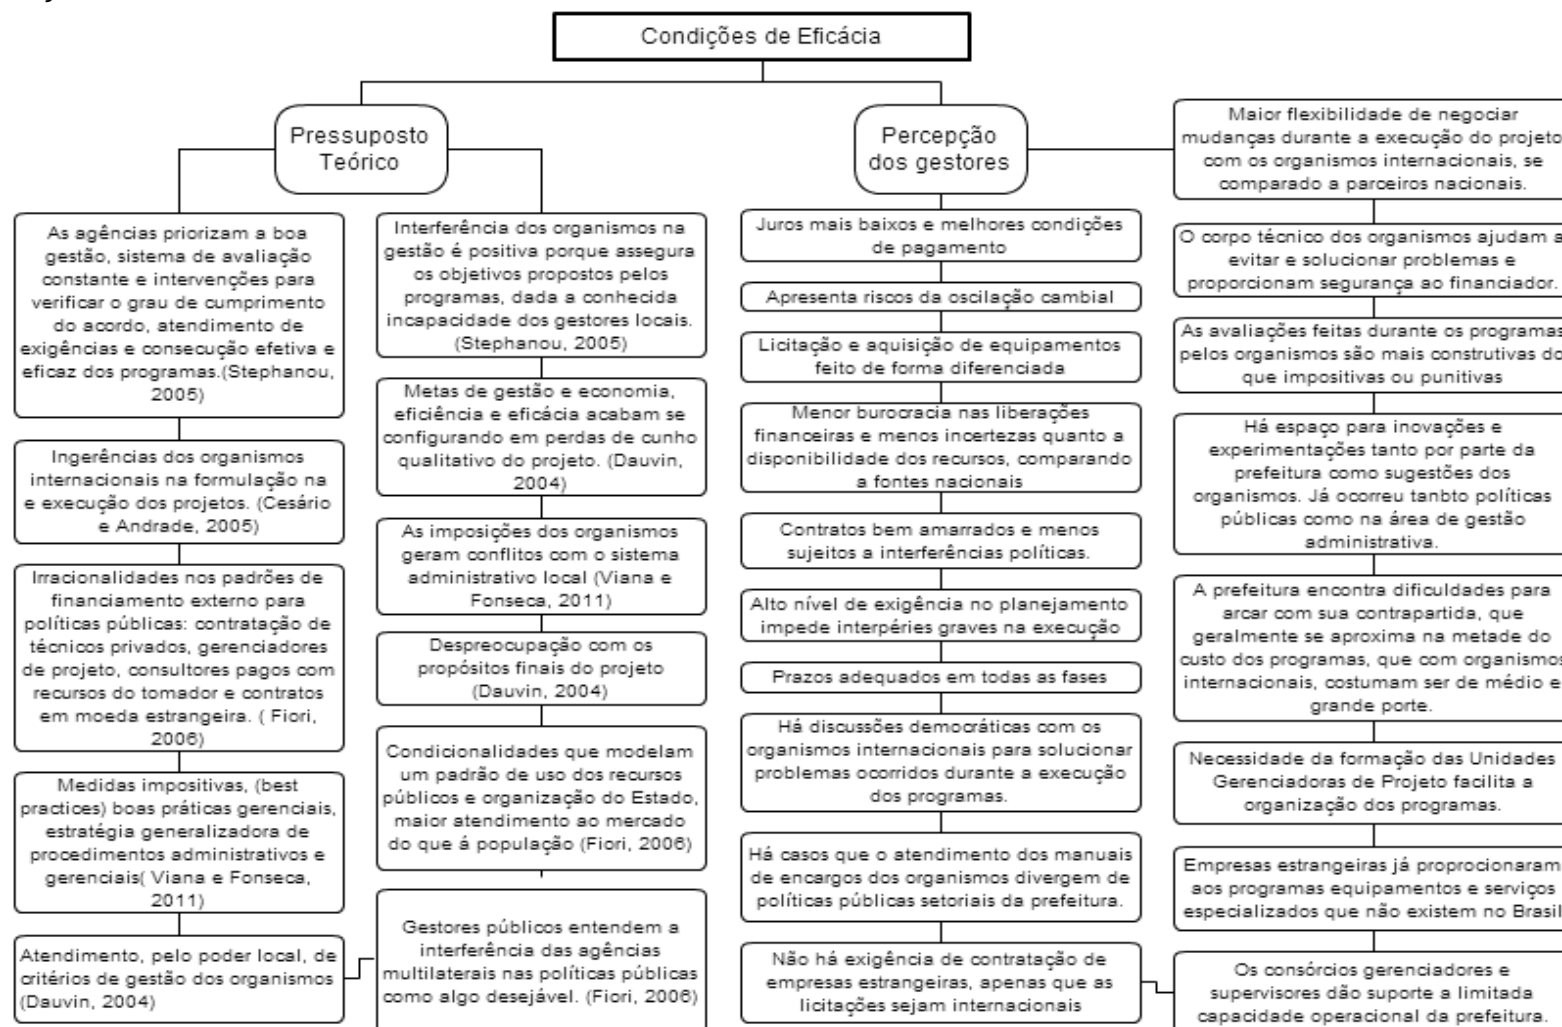 Condições de Eficácia
Pressuposto
Teórico
As agências priorizam a boa
gestão, sistema de avaliação
constante e intervenções para
verificar o grau de cumprimento
do acordo, atendimento de
exigências e consecução efetiva e
eficaz dos programas.(Stephanou,
2005)
Ingerências dos organismos
internacionais na formulação na
e execução dos projetos. (Cesário
e Andrade, 2005)
Irracionalidades nos padrões de
financiamento externo para
políticas públicas: contratação de
técnicos privados, gerenciadores
de projeto, consultores pagos com
recursos do tomador e contratos
em moeda estrangeira. ( Fiori,
2006)
Medidas impositivas, (best
practices) boas práticas gerenciais,
estratégia generalizadora de
procedimentos administrativos e
gerenciais( Viana e Fonseca,
2011)
Atendimento, pelo poder local, de
critérios de gestão dos organismos
(Dauvin, 2004)
Interferência dos organismos na
gestão é positiva porque assegura
os objetivos propostos pelos
programas, dada a conhecida
incapacidade dos gestores locais.
(Stephanou, 2005)
Metas de gestão e economia,
eficiência e eficácia acabam se
configurando em perdas de cunho
qualitativo do projeto. (Dauvin,
2004)
As imposições dos organismos
geram conflitos com o sistema
administrativo local (Viana e
Fonseca, 2011)
Despreocupação com os
propósitos finais do projeto
(Dauvin, 2004)
Condicionalidades que modelam
um padrão de uso dos recursos
públicos e organização do Estado,
maior atendimento ao mercado
do que á população (Fiori, 2006)
Gestores públicos entendem a
interferência das agências
multilaterais nas políticas públicas
como algo desejável. (Fiori, 2006)
Percepção
dos gestores
Juros mais baixos e melhores condições
de pagamento
Apresenta riscos da oscilação cambial
Licitação e aquisição de equipamentos
feito de forma diferenciada
Menor burocracia nas liberações
financeiras e menos incertezas quanto a
disponibilidade dos recursos, comparando
a fontes nacionais
Contratos bem amarrados e menos
sujeitos a interferências políticas.
Alto nível de exigência no planejamento
impede interpéries graves na execução
Prazos adequados em todas as fases
Há discussões democráticas com os
organismos internacionais para solucionar
problemas ocorridos durante a execução
dos programas.
Há casos que o atendimento dos manuais
de encargos dos organismos divergem de
políticas públicas setoriais da prefeitura.
Não há exigência de contratação de
empresas estrangeiras, apenas que as
licitações sejam internacionais
Maior flexibilidade de negociar
mudanças durante a execução do projeto
com os organismos internacionais, se
comparado a parceiros nacionais.
O corpo técnico dos organismos ajudam a
evitar e solucionar problemas e
proporcionam segurança ao financiador.
As avaliações feitas durante os programas
pelos organismos são mais construtivas do
que impositivas ou punitivas
Há espaço para inovações e
experimentações tanto por parte da
prefeitura como sugestões dos
organismos. Já ocorreu tanbto políticas
públicas como na área de gestão
administrativa.
A prefeitura encontra dificuldades para
arcar com sua contrapartida, que
geralmente se aproxima na metade do
custo dos programas, que com organismos
internacionais, costumam ser de médio e
grande porte.
Necessidade da formação das Unidades
Gerenciadoras de Projeto facilita a
organização dos programas.
Empresas estrangeiras já proprocionaram
aos programas equipamentos e serviços
especializados que não existem no Brasil
Os consórcios gerenciadores e
supervisores dão suporte a limitada
capacidade operacional da prefeitura.